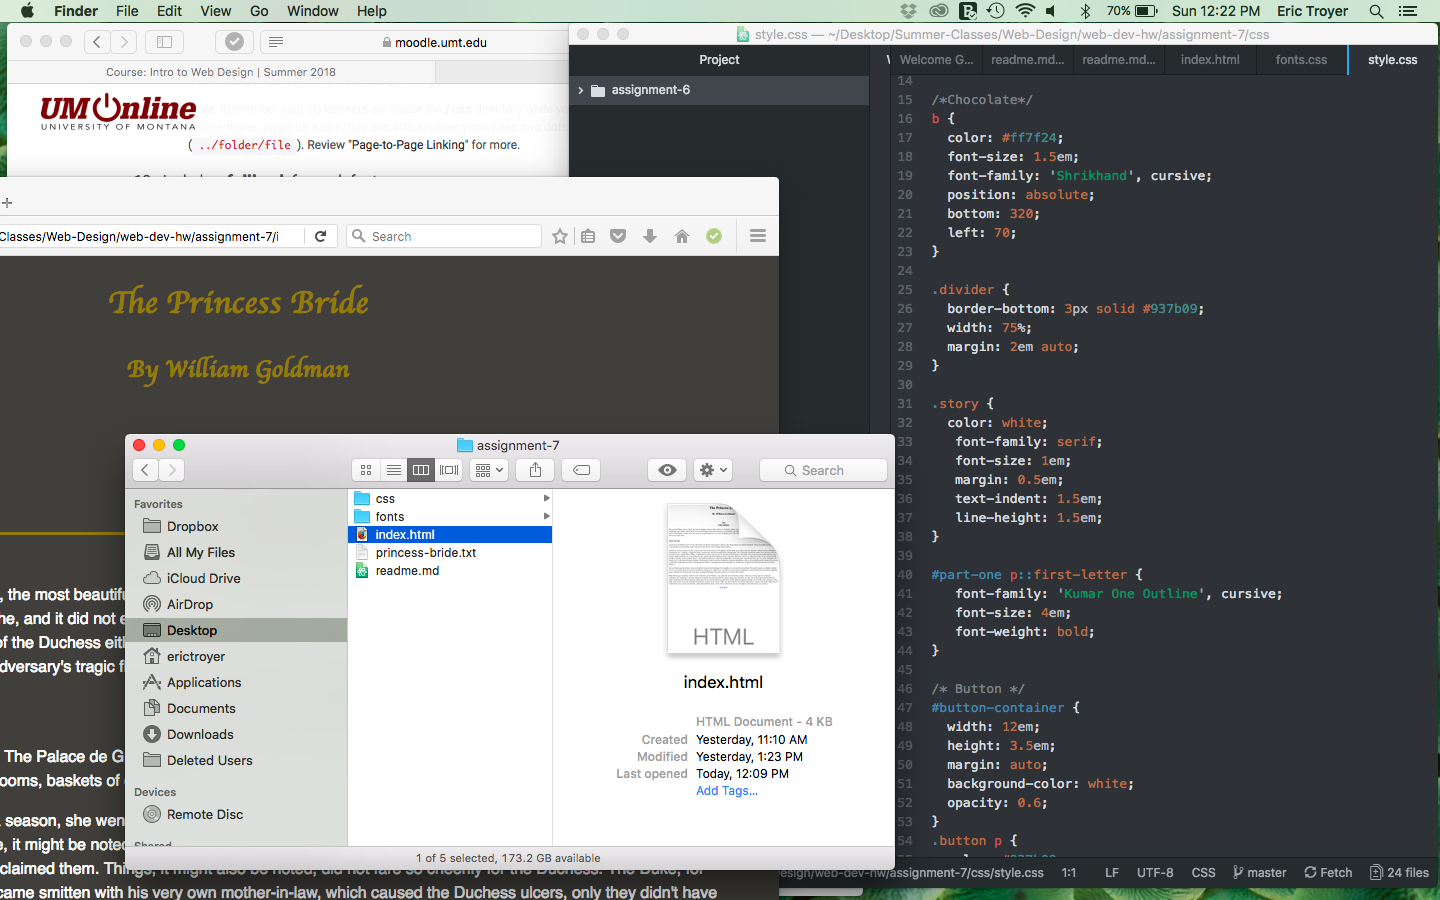 Finder File Edit View Go Window Help
70% Sun 12:22 PM Eric Troyer
moodle.umt.edu
Course: Intro to Web Design | Summer 2018
UM Online
UNIVERSITY OF MONTANA
Remember your stylesheets are inside the /css directory while
( ../folder/file ). Review "Page-to-Page Linking" for more.
style.css — ~/Desktop/Summer-Classes/Web-Design/web-dev-hw/assignment-7/css
Project
Welcome G... readme.md... readme.md... index.html fonts.css style.css
assignment-6
14
15 /*Chocolate*/
16 b {
17 color: #ff7f24;
18 font-size: 1.5em;
19 font-family: 'Shrikhand', cursive;
20 position: absolute;
21 bottom: 320;
22 left: 70;
23 }
24
25 .divider {
26 border-bottom: 3px solid #937b09;
27 width: 75%;
28 margin: 2em auto;
29 }
30
31 .story {
32 color: white;
33 font-family: serif;
34 font-size: 1em;
35 margin: 0.5em;
36 text-indent: 1.5em;
37 line-height: 1.5em;
38 }
39
40 #part-one p::first-letter {
41 font-family: 'Kumar One Outline', cursive;
42 font-size: 4em;
43 font-weight: bold;
44 }
45
46 /* Button */
47 #button-container {
48 width: 12em;
49 height: 3.5em;
50 margin: auto;
51 background-color: white;
52 opacity: 0.6;
53 }
54 .button p {
esign/web-dev-hw/assignment-7/css/style.css 1:1 LF UTF-8 CSS master Fetch 24 files
Classes/Web-Design/web-dev-hw/assignment-7/i
Search
The Princess Bride
By William Goldman
, the most beautifu
he, and it did not e
of the Duchess eith
dversary's tragic f
The Palace de G
ooms, baskets of
season, she wen
e, it might be noted
claimed them. Things, it might also be noted, did not fare so cheerily for the Duchess. The Duke, for
came smitten with his very own mother-in-law, which caused the Duchess ulcers, only they didn't have
assignment-7
Search
Favorites
Dropbox
All My Files
iCloud Drive
AirDrop
Desktop
erictroyer
Applications
Documents
Downloads
Deleted Users
Devices
Remote Disc
Shared
css
fonts
index.html
princess-bride.txt
readme.md
HTML
index.html
HTML Document - 4 KB
Created Yesterday, 11:10 AM
Modified Yesterday, 1:23 PM
Last opened Today, 12:09 PM
Add Tags...
1 of 5 selected, 173.2 GB available